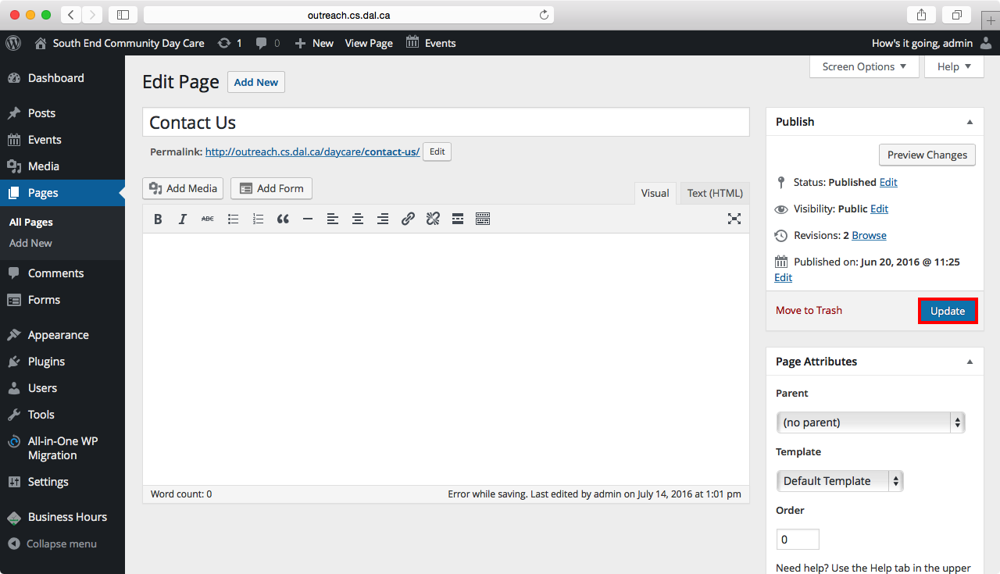 outreach.cs.dal.ca
South End Community Day Care 1 0 New View Page Events How's it going, admin
Screen Options Help
Dashboard
Posts
Events
Media
Pages
All Pages
Add New
Comments
Forms
Appearance
Plugins
Users
Tools
All-in-One WP
Migration
Settings
Business Hours
Collapse menu
Edit Page Add New
Contact Us
Permalink: http://outreach.cs.dal.ca/daycare/contact-us/ Edit
Add Media Add Form
Visual Text (HTML)
B I ABC
Word count: 0 Error while saving. Last edited by admin on July 14, 2016 at 1:01 pm
Publish
Preview Changes
Status: Published Edit
Visibility: Public Edit
Revisions: 2 Browse
Published on: Jun 20, 2016 @ 11:25
Edit
Move to Trash Update
Page Attributes
Parent
(no parent)
Template
Default Template
Order
0
Need help? Use the Help tab in the upper